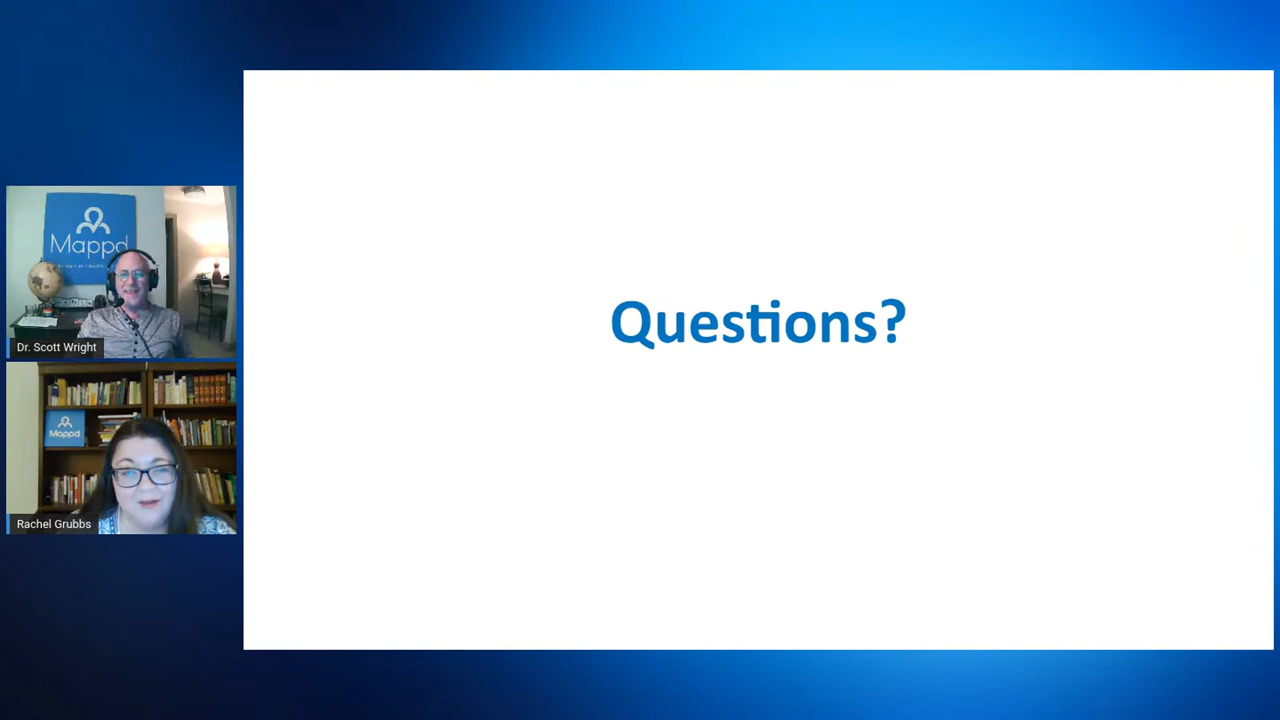 Mappd
Dr. Scott Wright
Mappd
Rachel Grubbs
Questions?